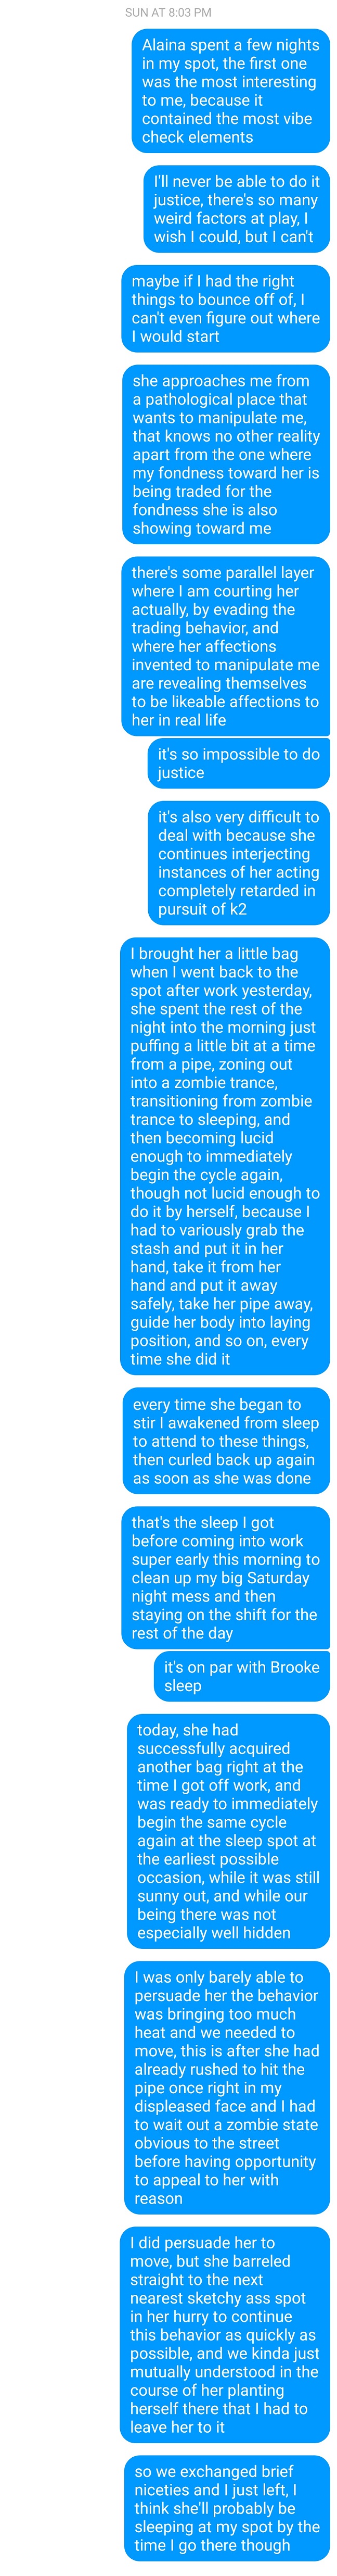 SUN AT 8:03 PM
Alaina spent a few nights
in my spot, the first one
was the most interesting
to me, because it
contained the most vibe
check elements
I'll never be able to do it
justice, there's so many
weird factors at play, I
wish I could, but I can't
maybe if I had the right
things to bounce off of, I
can't even figure out where
I would start
she approaches me from
a pathological place that
wants to manipulate me,
that knows no other reality
apart from the one where
my fondness toward her is
being traded for the
fondness she is also
showing toward me
there's some parallel layer
where I am courting her
actually, by evading the
trading behavior, and
where her affections
invented to manipulate me
are revealing themselves
to be likeable affections to
her in real life
it's so impossible to do
justice
it's also very difficult to
deal with because she
continues interjecting
instances of her acting
completely retarded in
pursuit of k2
I brought her a little bag
when I went back to the
spot after work yesterday,
she spent the rest of the
night into the morning just
puffing a little bit at a time
from a pipe, zoning out
into a zombie trance,
transitioning from zombie
trance to sleeping, and
then becoming lucid
enough to immediately
begin the cycle again,
though not lucid enough to
do it by herself, because I
had to variously grab the
stash and put it in her
hand, take it from her
hand and put it away
safely, take her pipe away,
guide her body into laying
position, and so on, every
time she did it
every time she began to
stir I awakened from sleep
to attend to these things,
then curled back up again
as soon as she was done
that's the sleep I got
before coming into work
super early this morning to
clean up my big Saturday
night mess and then
staying on the shift for the
rest of the day
it's on par with Brooke
sleep
today, she had
successfully acquired
another bag right at the
time I got off work, and
was ready to immediately
begin the same cycle
again at the sleep spot at
the earliest possible
occasion, while it was still
sunny out, and while our
being there was not
especially well hidden
I was only barely able to
persuade her the behavior
was bringing too much
heat and we needed to
move, this is after she had
already rushed to hit the
pipe once right in my
displeased face and I had
to wait out a zombie state
obvious to the street
before having opportunity
to appeal to her with
reason
I did persuade her to
move, but she barreled
straight to the next
nearest sketchy ass spot
in her hurry to continue
this behavior as quickly as
possible, and we kinda just
mutually understood in the
course of her planting
herself there that I had to
leave her to it
so we exchanged brief
niceties and I just left, I
think she'll probably be
sleeping at my spot by the
time I go there though